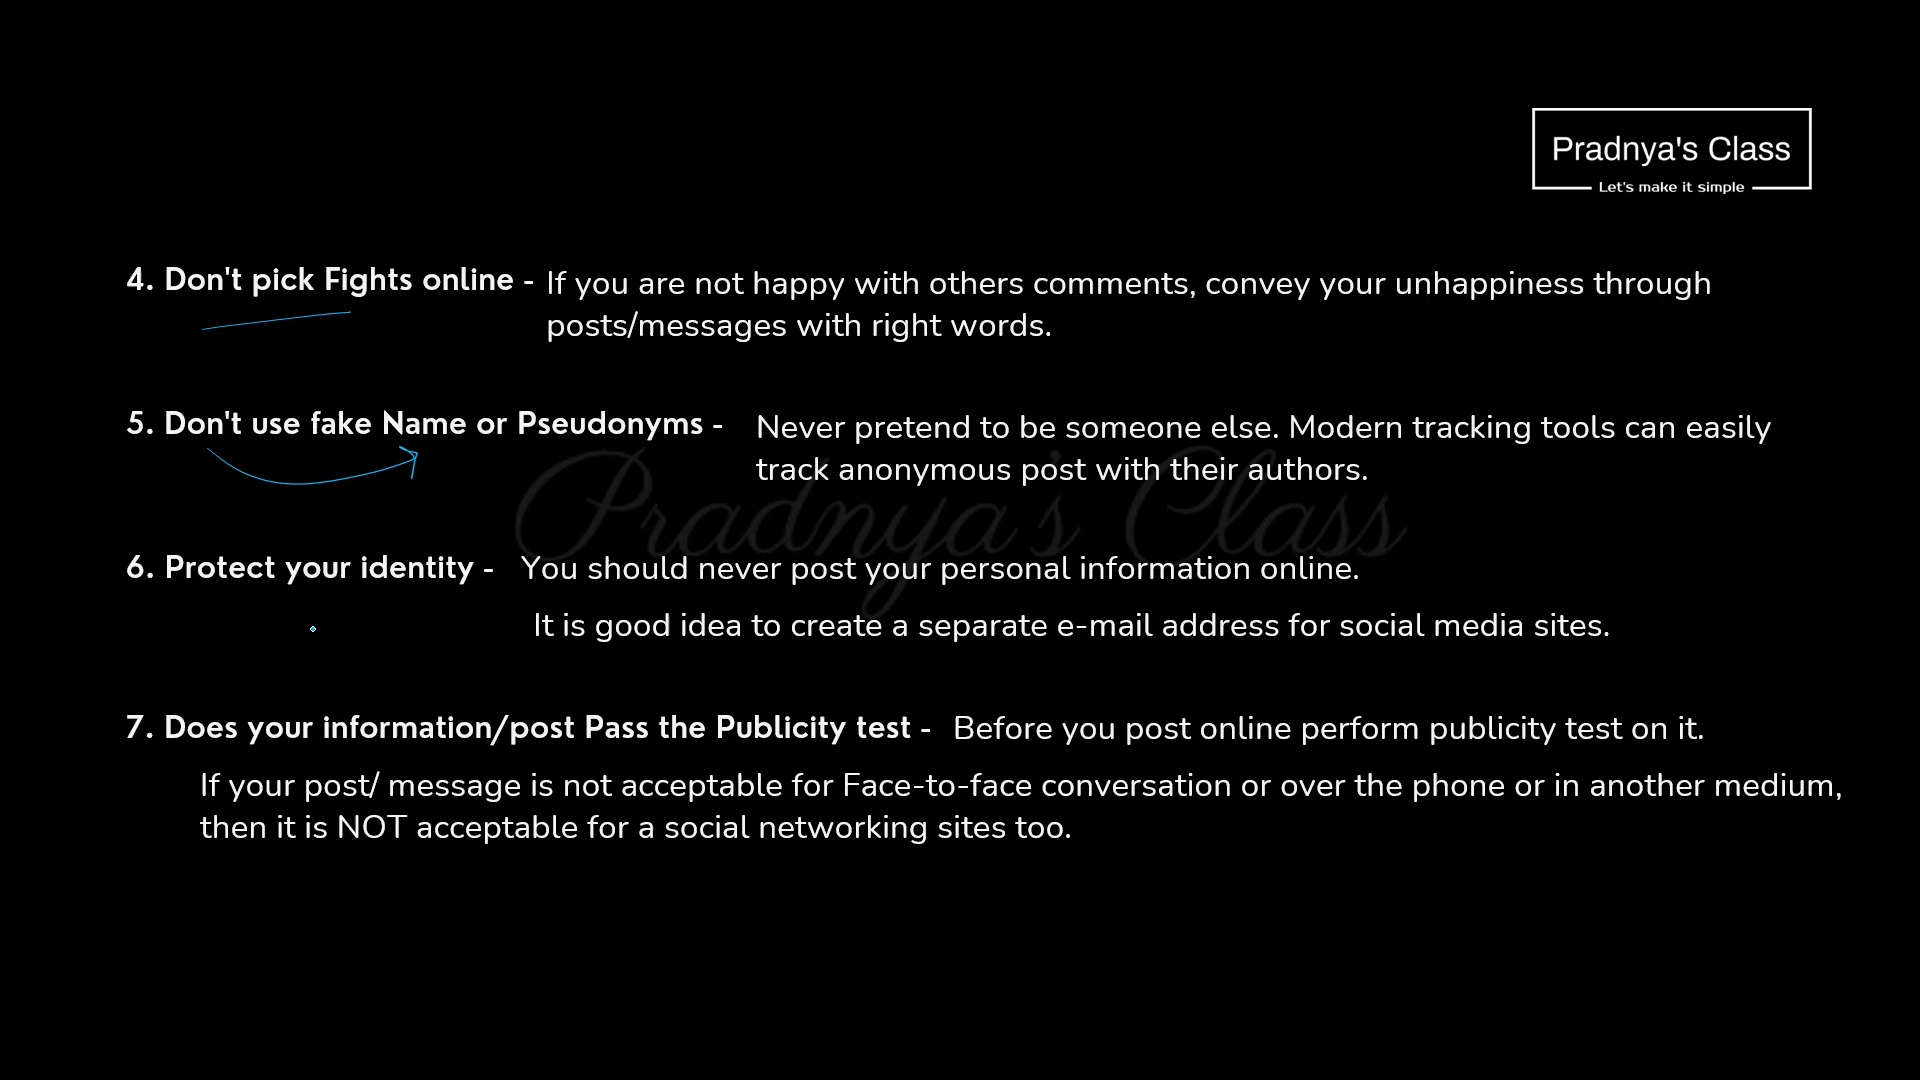 Pradnya's Class
Let's make it simple
4. Don't pick Fights online - If you are not happy with others comments, convey your unhappiness through
posts/messages with right words.
5. Don't use fake Name or Pseudonyms - Never pretend to be someone else. Modern tracking tools can easily
track anonymous post with their authors.
Pradnya's Class
6. Protect your identity - You should never post your personal information online.
It is good idea to create a separate e-mail address for social media sites.
7. Does your information/post Pass the Publicity test - Before you post online perform publicity test on it.
If your post/ message is not acceptable for Face-to-face conversation or over the phone or in another medium,
then it is NOT acceptable for a social networking sites too.